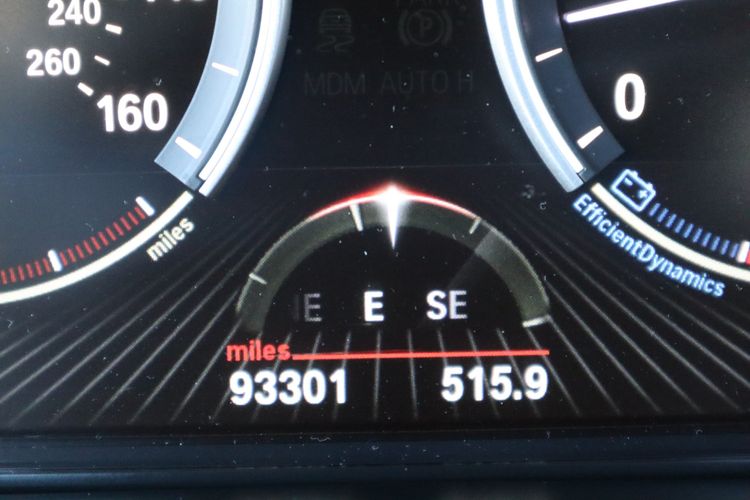 240
260
160
MDM AUTO H
(P)
0
miles
EfficientDynamics
E SE
miles
93301 515.9